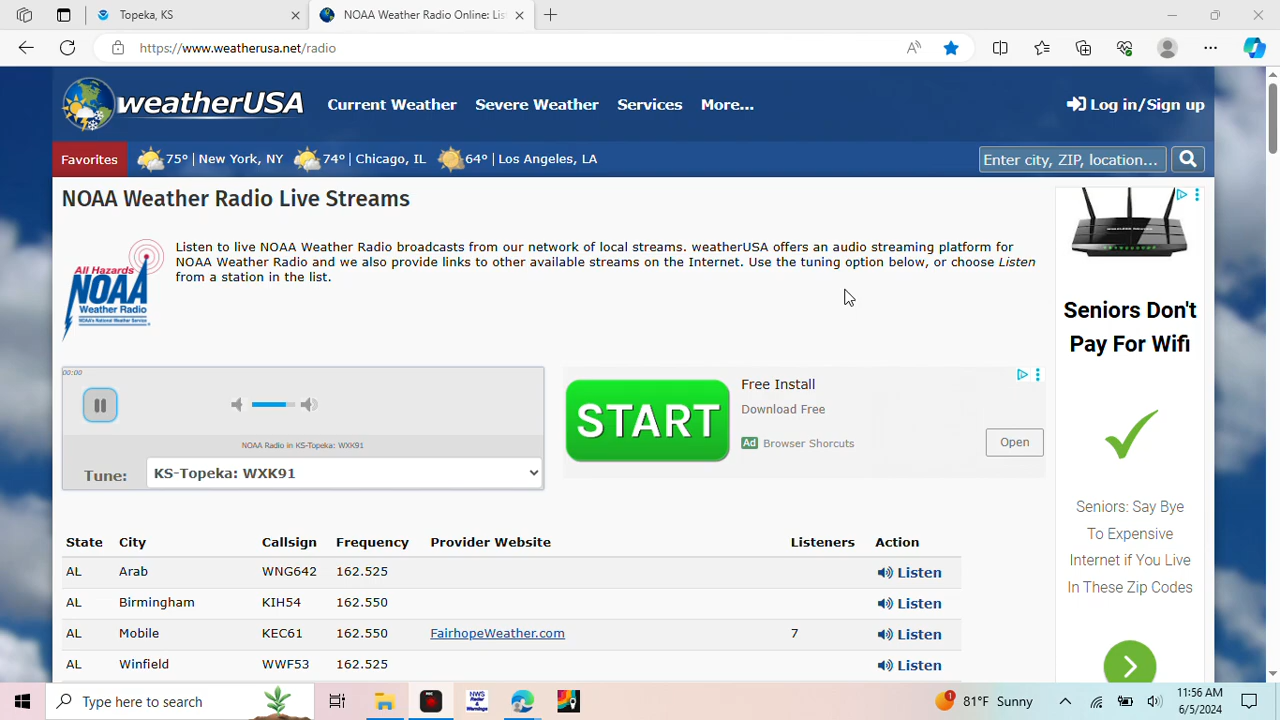 Topeka, KS
NOAA Weather Radio Online: Lis
https://www.weatherusa.net/radio
weatherUSA
Current Weather Severe Weather Services More...
Log in/Sign up
Favorites 75° | New York, NY 74° | Chicago, IL 64° | Los Angeles, CA
Enter city, ZIP, location...
NOAA Weather Radio Live Streams
All Hazards
NOAA
Weather Radio
Listen to live NOAA Weather Radio broadcasts from our network of local streams. weatherUSA offers an audio streaming platform for
NOAA Weather Radio and we also provide links to other available streams on the Internet. Use the tuning option below, or choose Listen
from a station in the list.
Seniors Don't
Pay For Wifi
00:00
NOAA Radio in KS-Topeka: WXK91
Tune: KS-Topeka: WXK91
START
Free Install
Download Free
Ad Browser Shorcuts
Open
Seniors: Say Bye
To Expensive
Internet if You Live
In These Zip Codes
State City Callsign Frequency Provider Website Listeners Action
AL Arab WNG642 162.525 Listen
AL Birmingham KIH54 162.550 Listen
AL Mobile KEC61 162.550 FairhopeWeather.com 7 Listen
AL Winfield WWF53 162.525 Listen
Type here to search
REC
NWS
1
81°F Sunny
11:56 AM
6/5/2024